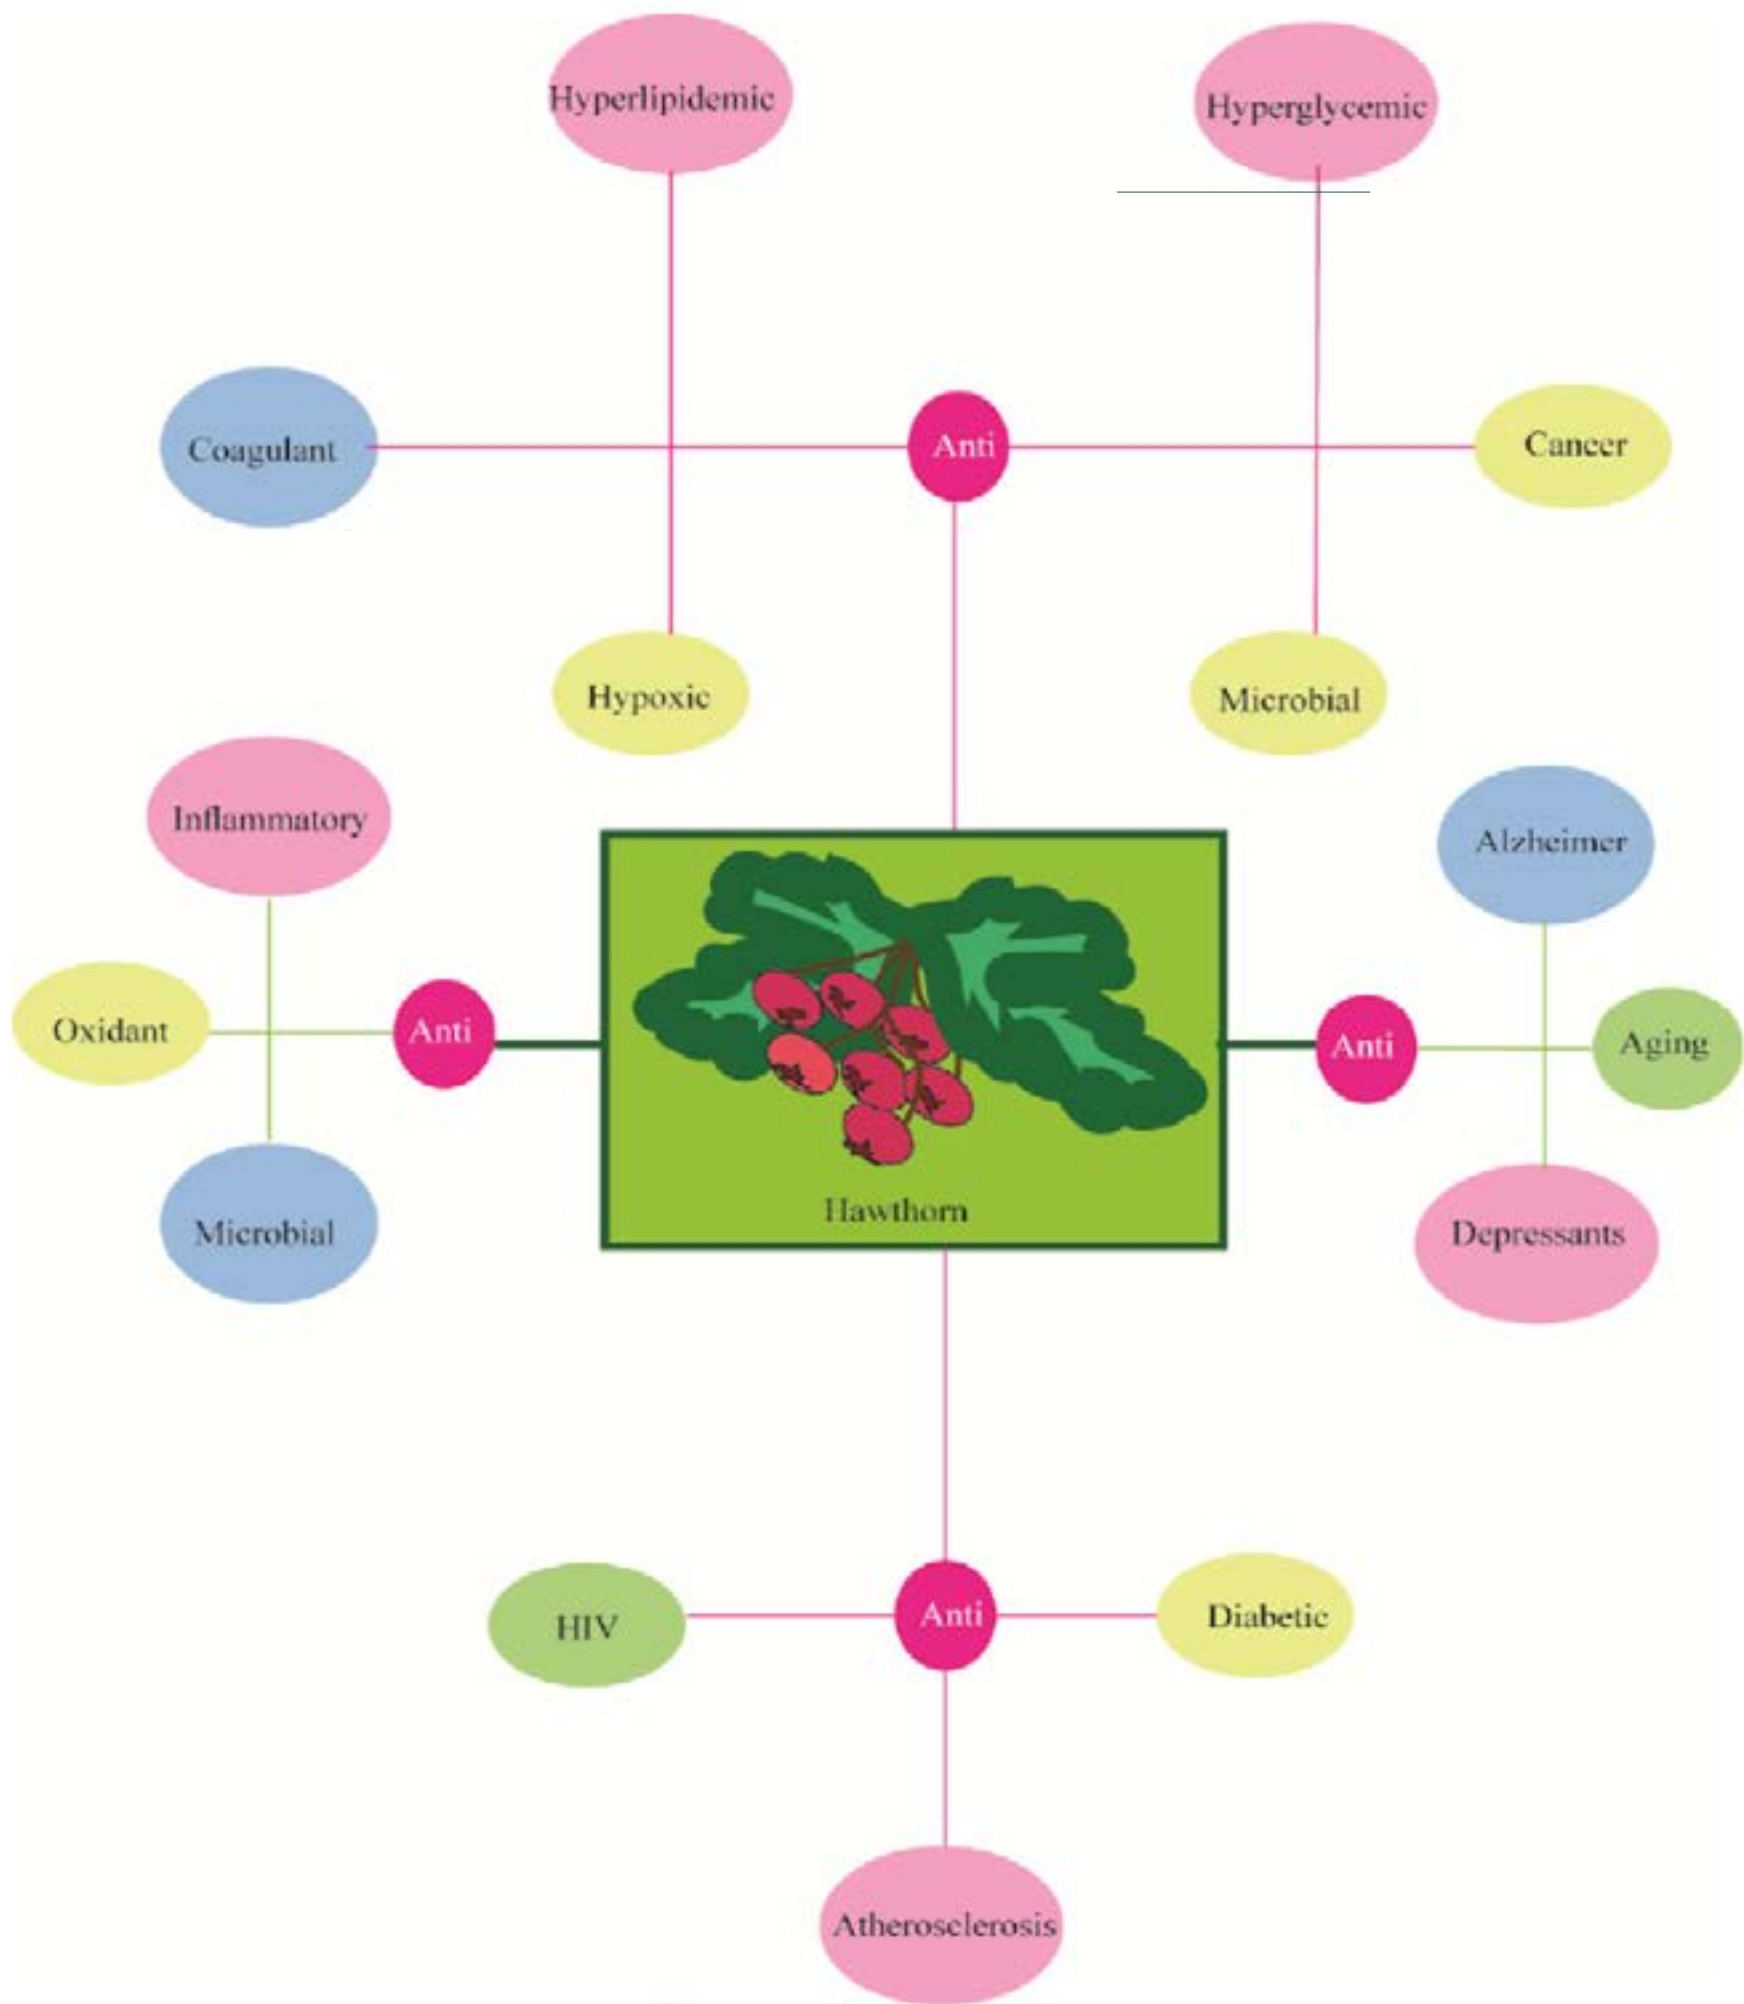 Hyperlipidemic
Hyperglycemic
Coagulant
Anti
Cancer
Hypoxic
Microbial
Inflammatory
Alzheimer
Oxidant
Anti
Anti
Aging
Microbial
Hawthorn
Depressants
HIV
Anti
Diabetic
Atherosclerosis